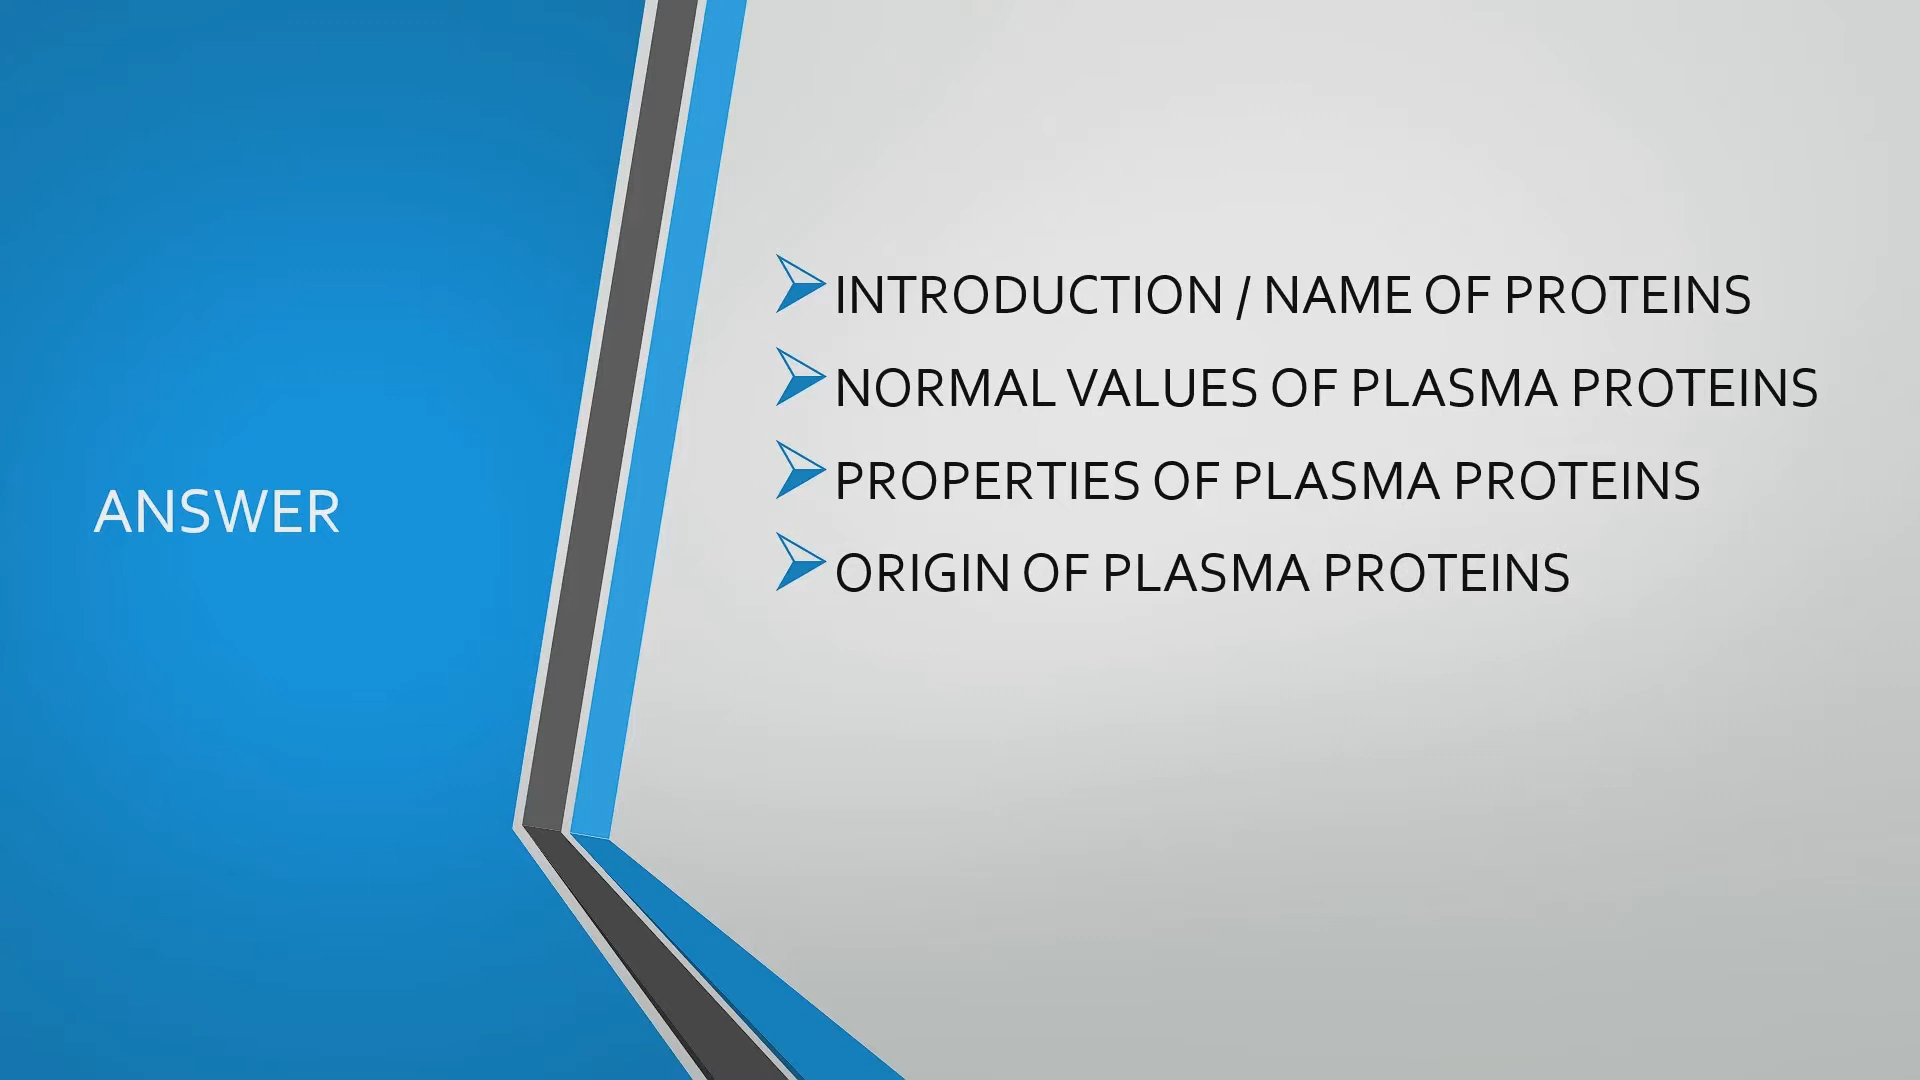 ANSWER
INTRODUCTION / NAME OF PROTEINS
NORMAL VALUES OF PLASMA PROTEINS
PROPERTIES OF PLASMA PROTEINS
ORIGIN OF PLASMA PROTEINS